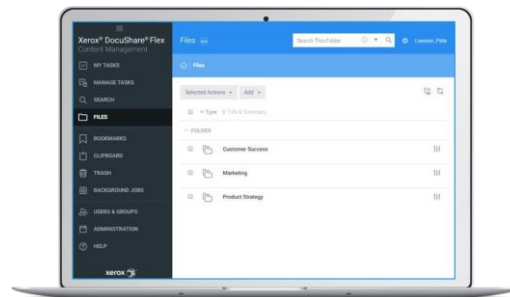 Xerox® DocuShare® Flex
Content Management
MY TASKS
MANAGE TASKS
SEARCH
FILES
BOOKMARKS
CLIPBOARD
TRASH
BACKGROUND JOBS
USERS & GROUPS
ADMINISTRATION
HELP
xerox
Files
Search This Folder
Lawson, Pete
Files
Selected Actions
Add
Type
Title & Summary
FOLDER
Customer Success
Marketing
Product Strategy